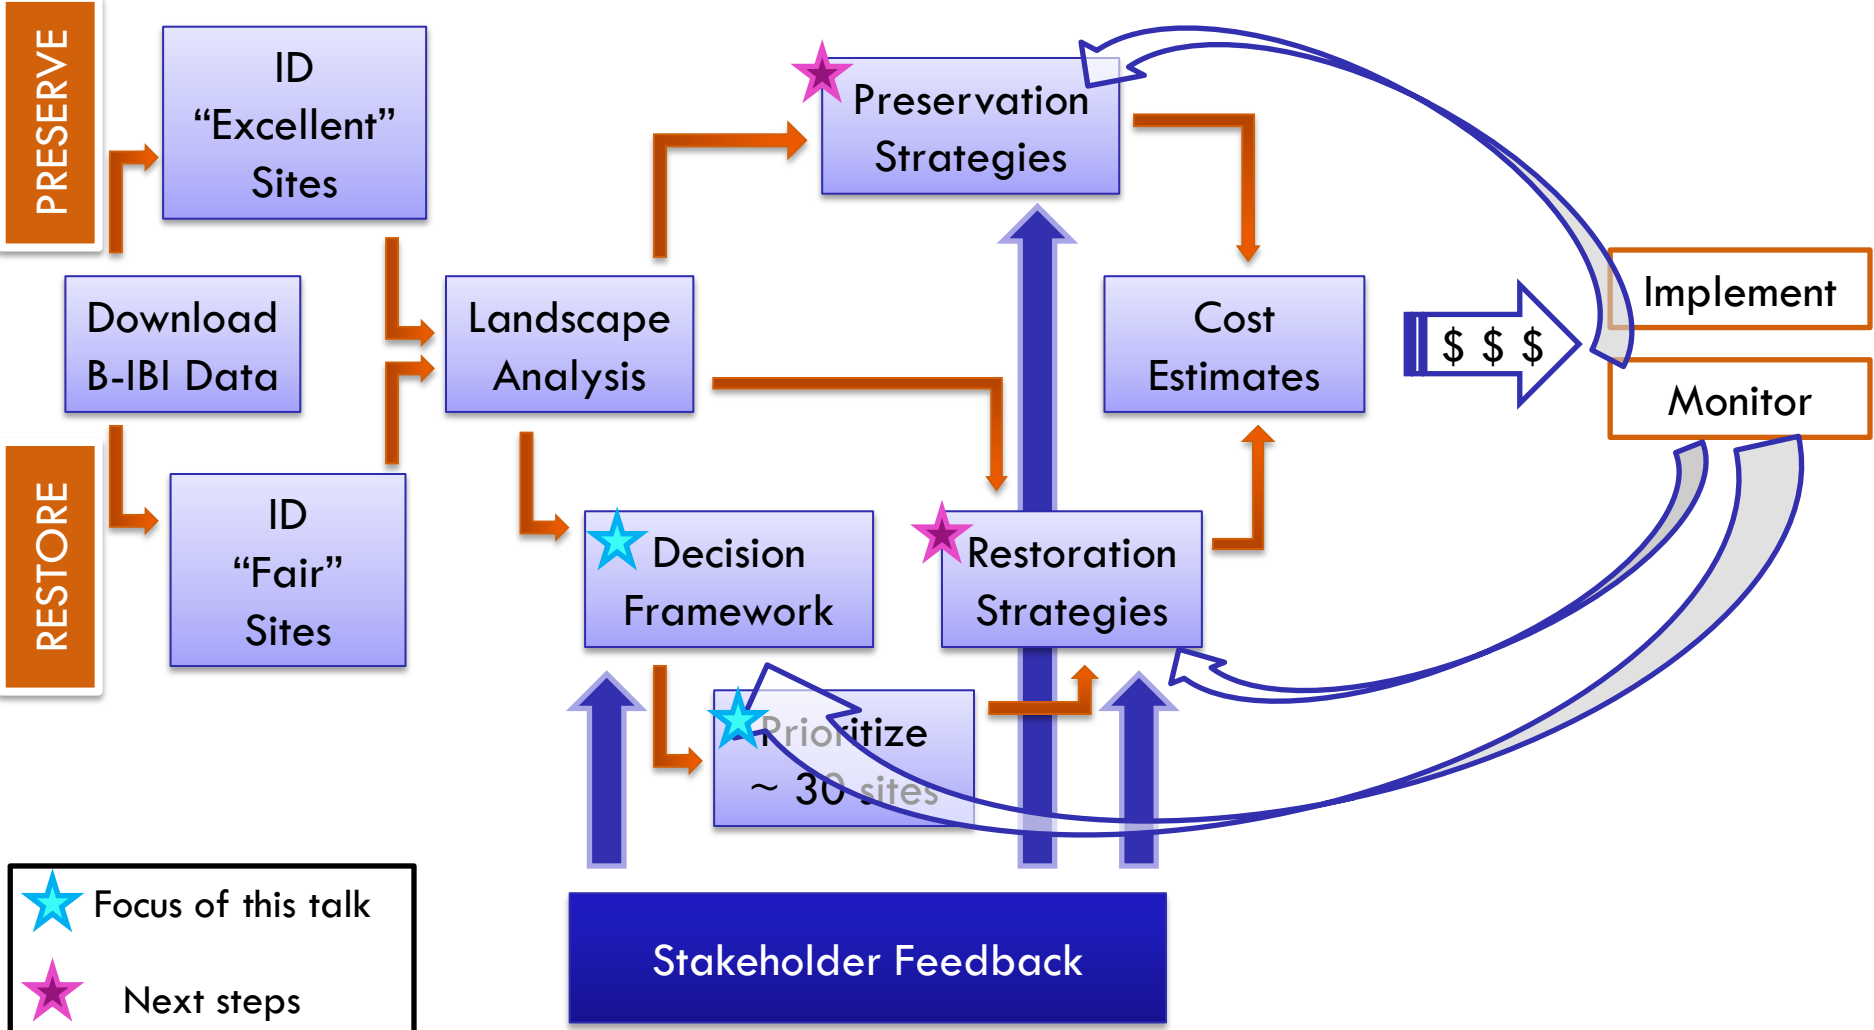 PRESERVE
ID
“Excellent”
Sites
Preservation
Strategies
Download
B-IBI Data
Landscape
Analysis
Cost
Estimates
$ $ $
Implement
Monitor
RESTORE
ID
“Fair”
Sites
Decision
Framework
Restoration
Strategies
Prioritize
~ 30 sites
Focus of this talk
Next steps
Stakeholder Feedback